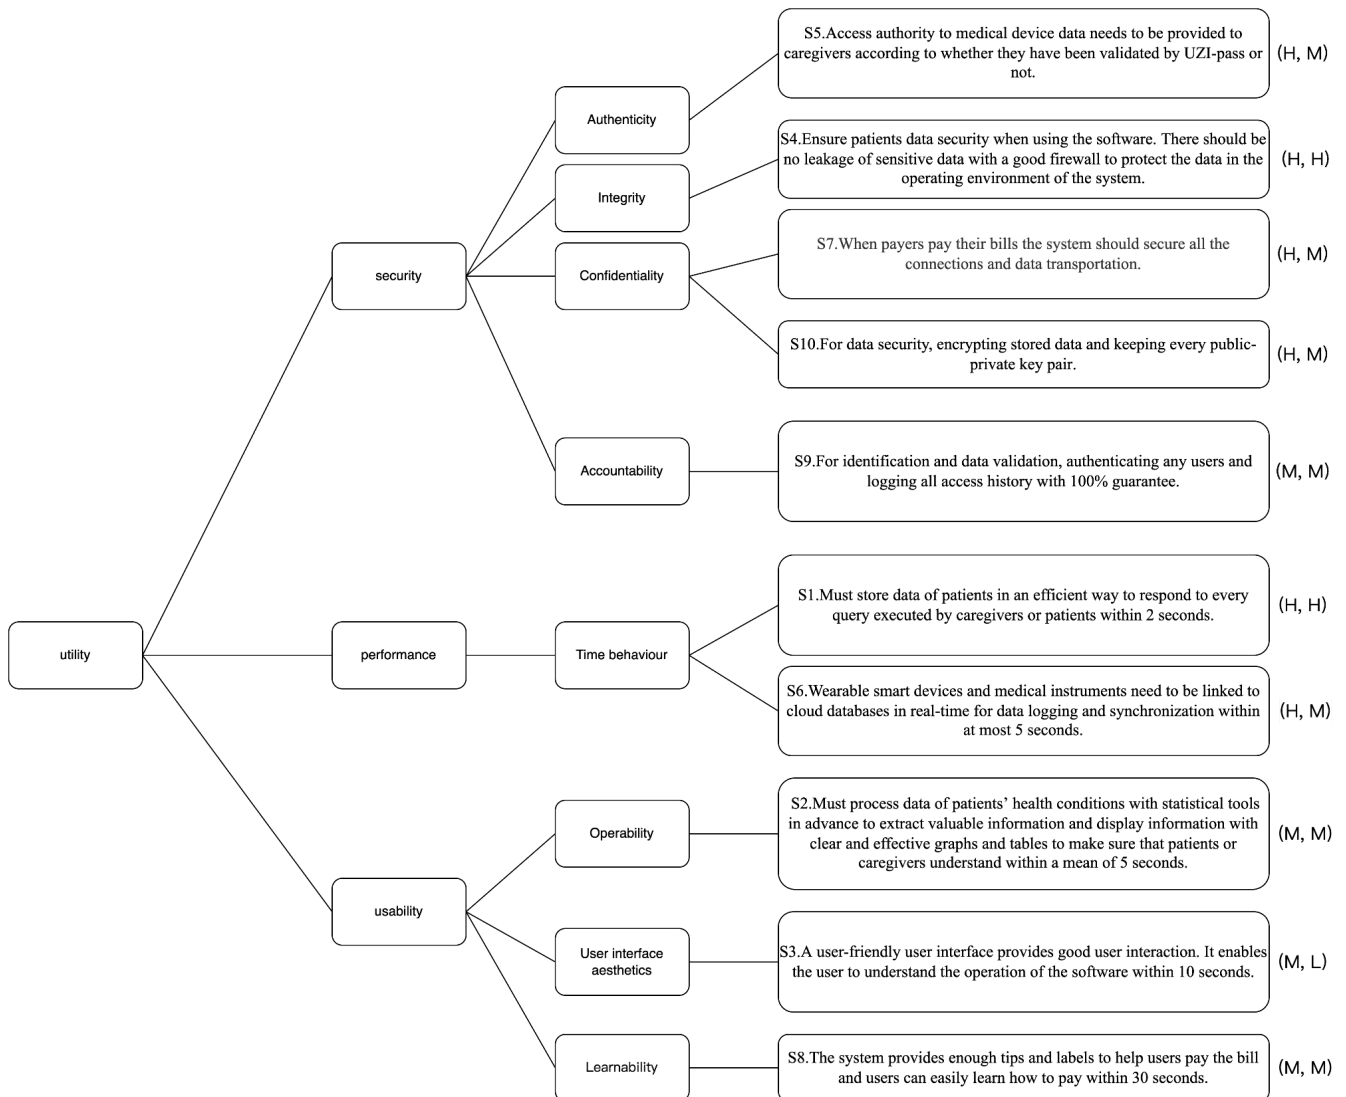 S5.Access authority to medical device data needs to be provided to
caregivers according to whether they have been validated by UZI-pass or
not.
(H, M)
Authenticity
S4.Ensure patients data security when using the software. There should be
no leakage of sensitive data with a good firewall to protect the data in the
operating environment of the system.
(H, H)
Integrity
S7.When payers pay their bills the system should secure all the
connections and data transportation.
(H, M)
security
Confidentiality
S10.For data security, encrypting stored data and keeping every public-
private key pair.
(H, M)
Accountability
S9.For identification and data validation, authenticating any users and
logging all access history with 100% guarantee.
(M, M)
S1.Must store data of patients in an efficient way to respond to every
query executed by caregivers or patients within 2 seconds.
(H, H)
utility
performance
Time behaviour
S6.Wearable smart devices and medical instruments need to be linked to
cloud databases in real-time for data logging and synchronization within
at most 5 seconds.
(H, M)
Operability
S2.Must process data of patients’ health conditions with statistical tools
in advance to extract valuable information and display information with
clear and effective graphs and tables to make sure that patients or
caregivers understand within a mean of 5 seconds.
(M, M)
usability
User interface
aesthetics
S3.A user-friendly user interface provides good user interaction. It enables
the user to understand the operation of the software within 10 seconds.
(M, L)
Learnability
S8.The system provides enough tips and labels to help users pay the bill
and users can easily learn how to pay within 30 seconds.
(M, M)